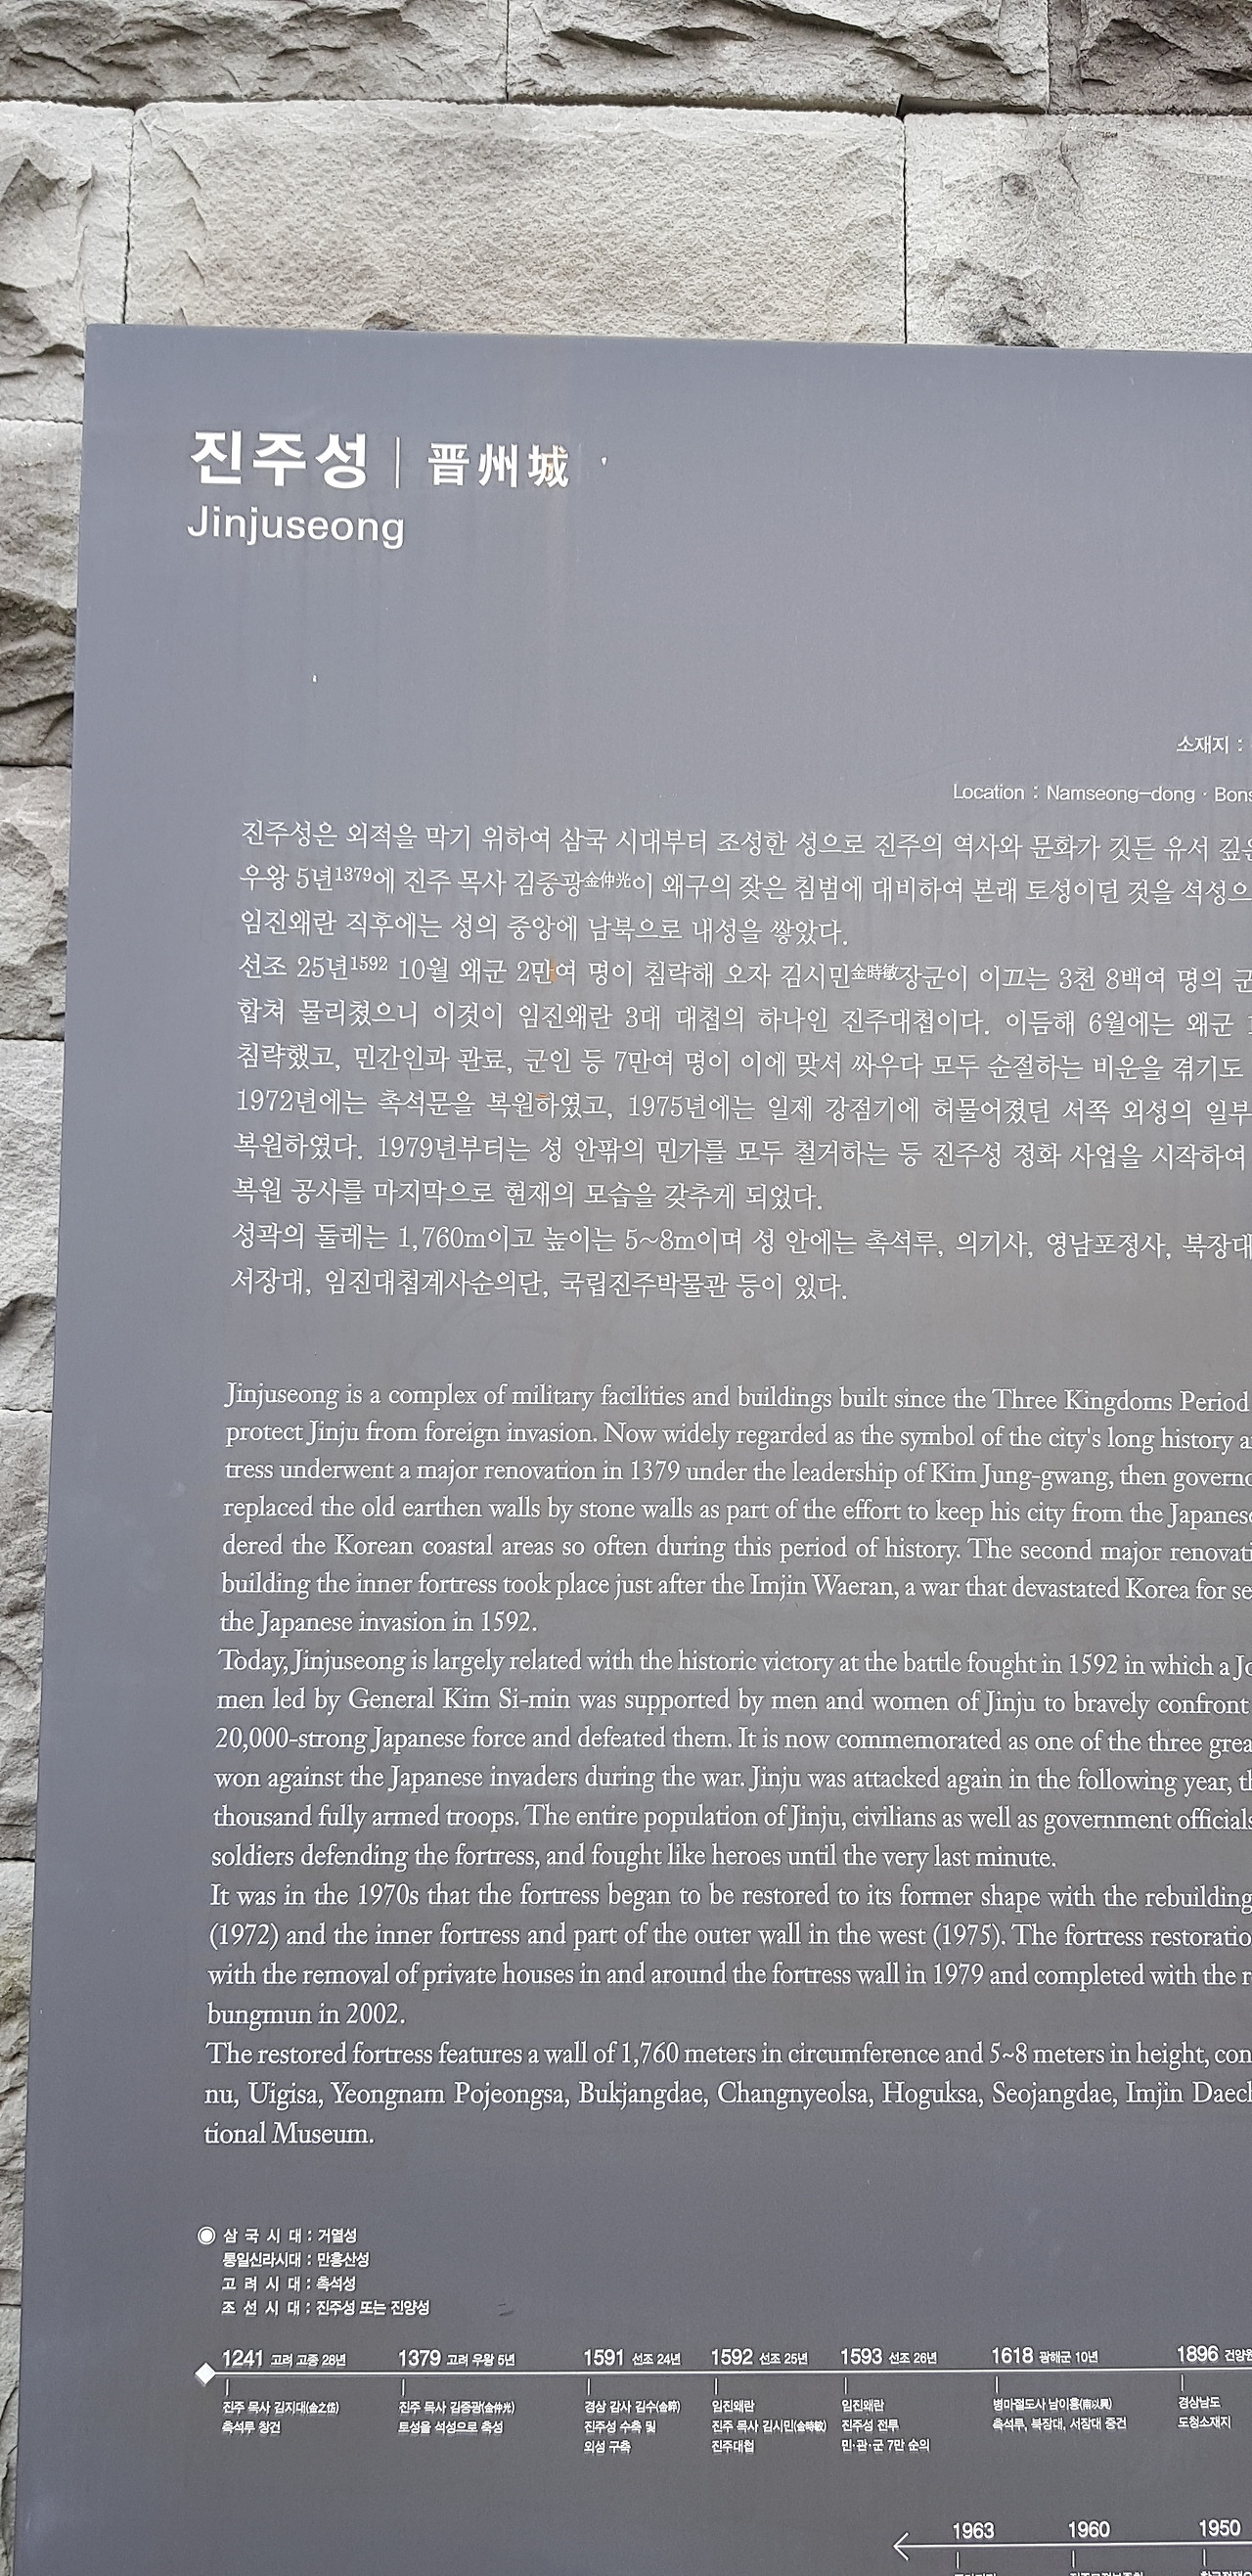 진주성 | 晋州城
Jinjuseong
소재지 :
Location : Namseong-dong · Bons
진주성은 외적을 막기 위하여 삼국 시대부터 조성한 성으로 진주의 역사와 문화가 깃든 유서 깊은
우왕 5년1379에 진주 목사 김중광金仲光이 왜구의 잦은 침범에 대비하여 본래 토성이던 것을 석성으
임진왜란 직후에는 성의 중앙에 남북으로 내성을 쌓았다.
선조 25년1592 10월 왜군 2만여 명이 침략해 오자 김시민金時敏장군이 이끄는 3천 8백여 명의 군
합쳐 물리쳤으니 이것이 임진왜란 3대 대첩의 하나인 진주대첩이다. 이듬해 6월에는 왜군
침략했고, 민간인과 관료, 군인 등 7만여 명이 이에 맞서 싸우다 모두 순절하는 비운을 겪기도
1972년에는 촉석문을 복원하였고, 1975년에는 일제 강점기에 허물어졌던 서쪽 외성의 일부
복원하였다. 1979년부터는 성 안팎의 민가를 모두 철거하는 등 진주성 정화 사업을 시작하여
복원 공사를 마지막으로 현재의 모습을 갖추게 되었다.
성곽의 둘레는 1,760m이고 높이는 5~8m이며 성 안에는 촉석루, 의기사, 영남포정사, 북장대
서장대, 임진대첩계사순의단, 국립진주박물관 등이 있다.
Jinjuseong is a complex of military facilities and buildings built since the Three Kingdoms Period
protect Jinju from foreign invasion. Now widely regarded as the symbol of the city's long history a
tress underwent a major renovation in 1379 under the leadership of Kim Jung-gwang, then governo
replaced the old earthen walls by stone walls as part of the effort to keep his city from the Japanese
dered the Korean coastal areas so often during this period of history. The second major renovati
building the inner fortress took place just after the Imjin Waeran, a war that devastated Korea for se
the Japanese invasion in 1592.
Today, Jinjuseong is largely related with the historic victory at the battle fought in 1592 in which a Jo
men led by General Kim Si-min was supported by men and women of Jinju to bravely confront
20,000-strong Japanese force and defeated them. It is now commemorated as one of the three grea
won against the Japanese invaders during the war. Jinju was attacked again in the following year, th
thousand fully armed troops. The entire population of Jinju, civilians as well as government officials
soldiers defending the fortress, and fought like heroes until the very last minute.
It was in the 1970s that the fortress began to be restored to its former shape with the rebuilding
(1972) and the inner fortress and part of the outer wall in the west (1975). The fortress restoratio
with the removal of private houses in and around the fortress wall in 1979 and completed with the r
bungmun in 2002.
The restored fortress features a wall of 1,760 meters in circumference and 5~8 meters in height, con
nu, Uigisa, Yeongnam Pojeongsa, Bukjangdae, Changnyeolsa, Hoguksa, Seojangdae, Imjin Daech
tional Museum.
삼 국 시 대 : 거열성
통일신라시대 : 만흥산성
고 려 시 대 : 촉석성
조 선 시 대 : 진주성 또는 진양성
1241 고려 고종 28년 1379 고려 우왕 5년 1591 선조 24년 1592 선조 25년 1593 선조 26년 1618 광해군 10년 1896 건양원
진주 목사 김지대(金之岱) 진주 목사 김중광(金仲光) 경상 감사 김수(金睟) 임진왜란 임진왜란 병마절도사 남이흥(南以興) 경상남도
촉석루 창건 토성을 석성으로 축성 진주성 수축 및 진주 목사 김시민(金時敏) 진주성 전투 촉석루, 북장대, 서장대 중건 도청소재지
외성 구축 진주대첩 민·관·군 7만 순의
1963 1960 1950